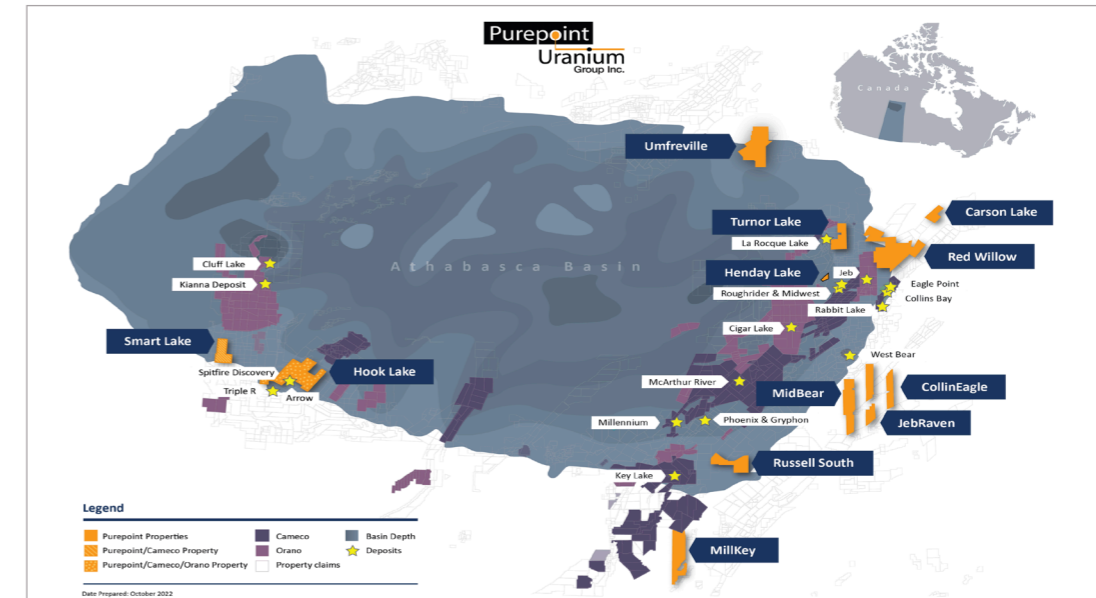 Purepoint
Uranium
Group Inc.
Canada
Umfreville
Carson Lake
Turnor Lake
La Rocque Lake
Red Willow
Athabasca Basin
Cluff Lake
Henday Lake
Jeb
Kianna Deposit
Eagle Point
Roughrider & Midwest
Collins Bay
Rabbit Lake
Cigar Lake
Smart Lake
West Bear
Spitfire Discovery
Hook Lake
McArthur River
CollinEagle
Triple R
Arrow
MidBear
Millennium
Phoenix & Gryphon
JebRaven
Russell South
Key Lake
Legend
Purepoint Properties
Cameco
Basin Depth
Purepoint/Cameco Property
Orano
Deposits
Purepoint/Cameco/Orano Property
Property claims
MillKey
Date Prepared: October 2022